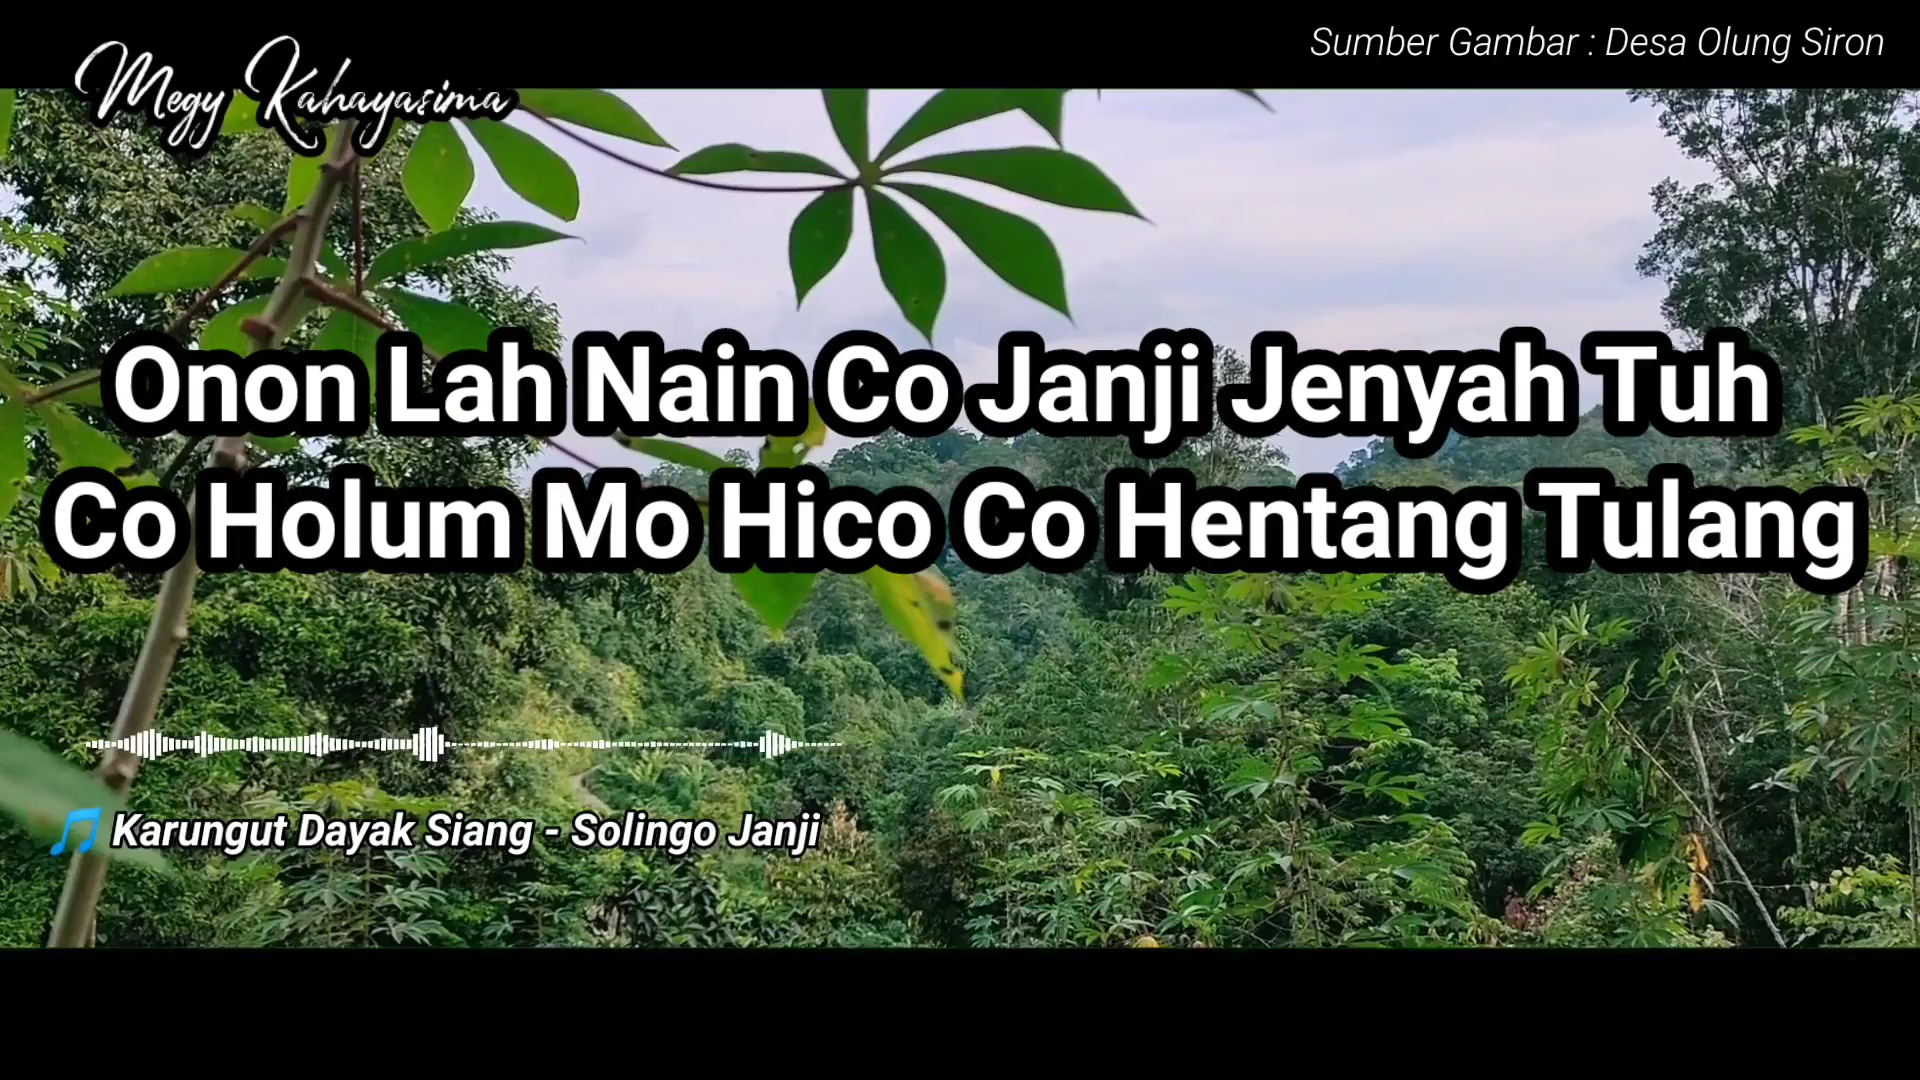 Megy Kahayasima
Sumber Gambar : Desa Olung Siron
Onon Lah Nain Co Janji Jenyah Tuh
Co Holum Mo Hico Co Hentang Tulang
Karungut Dayak Siang - Solingo Janji